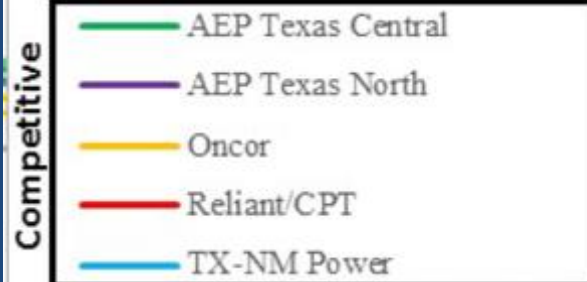 Competitive
AEP Texas Central
AEP Texas North
Oncor
Reliant/CPT
TX-NM Power